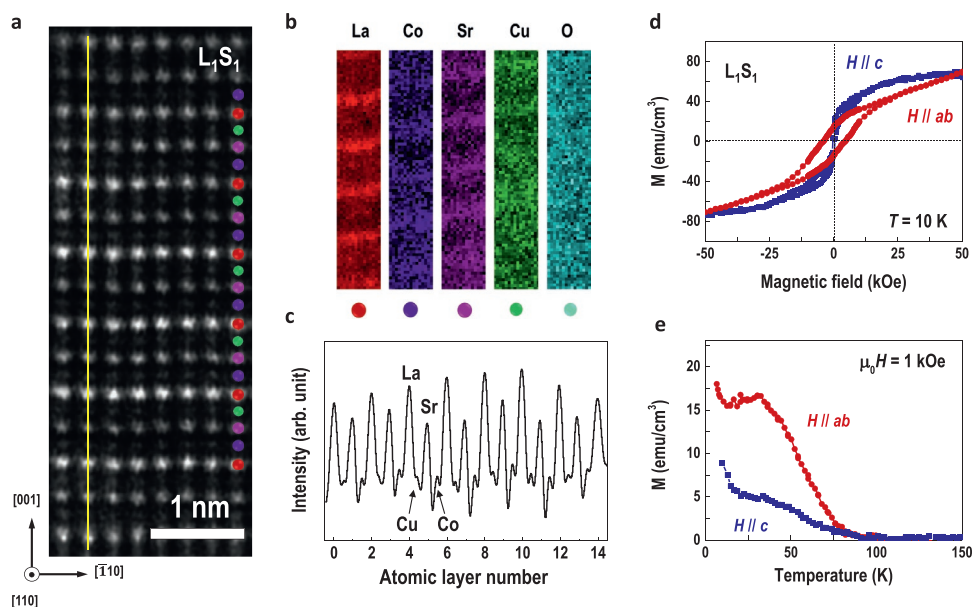 a
L₁S₁
1 nm
[001]
[1̅10]
[110]
b
La Co Sr Cu O
c
Intensity (arb. unit)
La
Sr
Cu
Co
0 2 4 6 8 10 12 14
Atomic layer number
d
M (emu/cm³)
80
40
0
-40
-80
L₁S₁
H // c
H // ab
T = 10 K
-50 -25 0 25 50
Magnetic field (kOe)
e
M (emu/cm³)
20
15
10
5
0
μ₀H = 1 kOe
H // ab
H // c
0 50 100 150
Temperature (K)